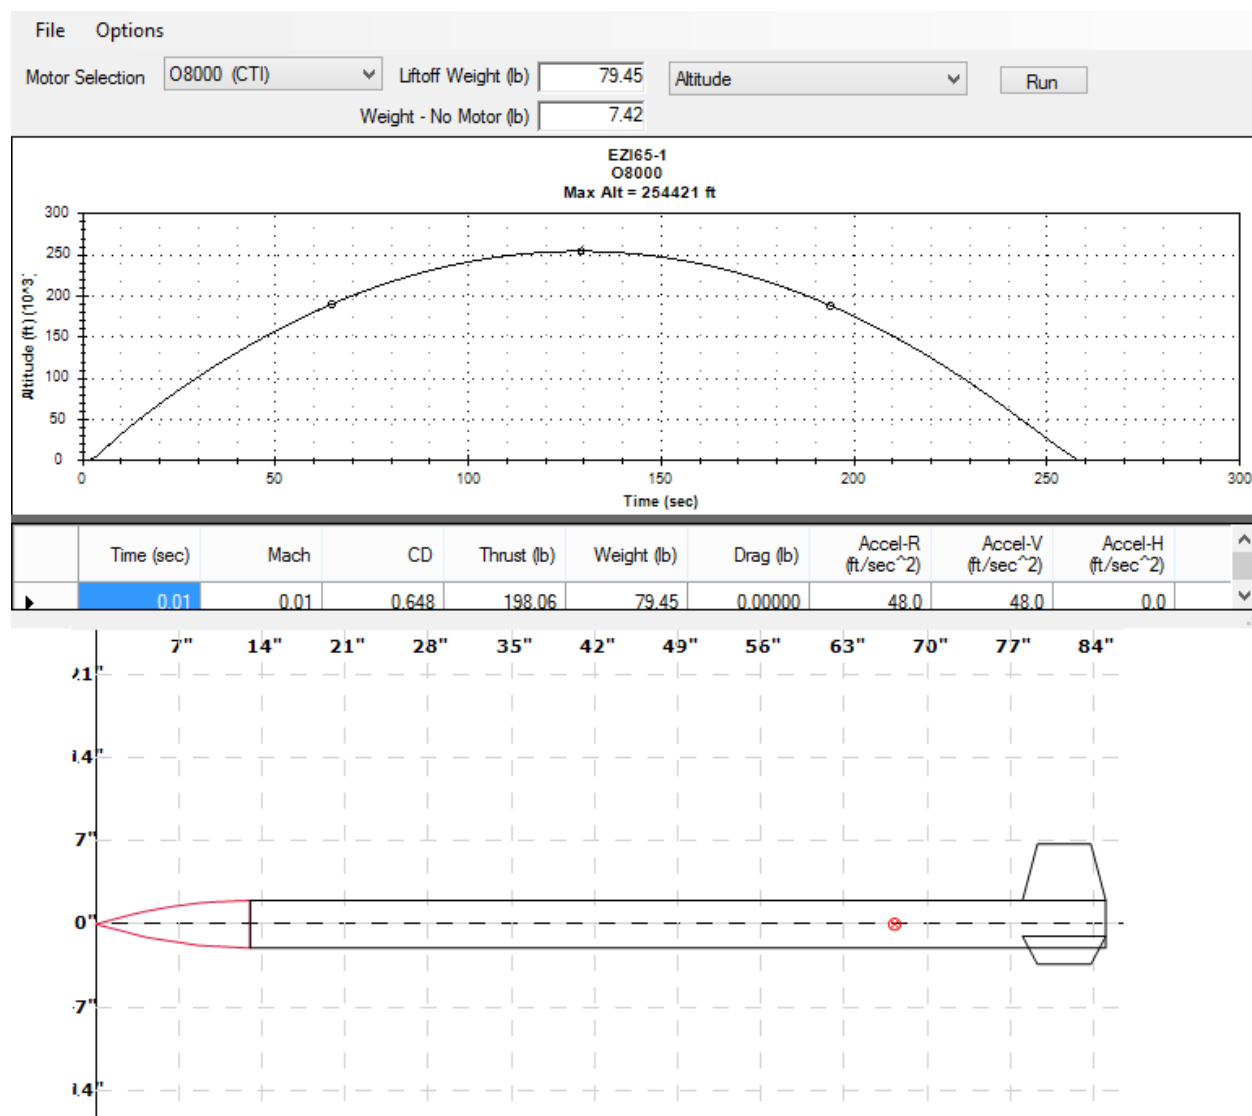 File Options
Motor Selection O8000 (CTI) Liftoff Weight (lb) 79.45 Altitude Run
Weight - No Motor (lb) 7.42
EZI65-1
O8000
Max Alt = 254421 ft
300
250
200
150
100
50
0
Altitude (ft) (10^3)
0 50 100 150 200 250 300
Time (sec)
Time (sec) Mach CD Thrust (lb) Weight (lb) Drag (lb) Accel-R (ft/sec^2) Accel-V (ft/sec^2) Accel-H (ft/sec^2)
0.01 0.01 0.648 198.06 79.45 0.00000 48.0 48.0 0.0
7" 14" 21" 28" 35" 42" 49" 56" 63" 70" 77" 84"
21"
14"
7"
0"
-7"
14"